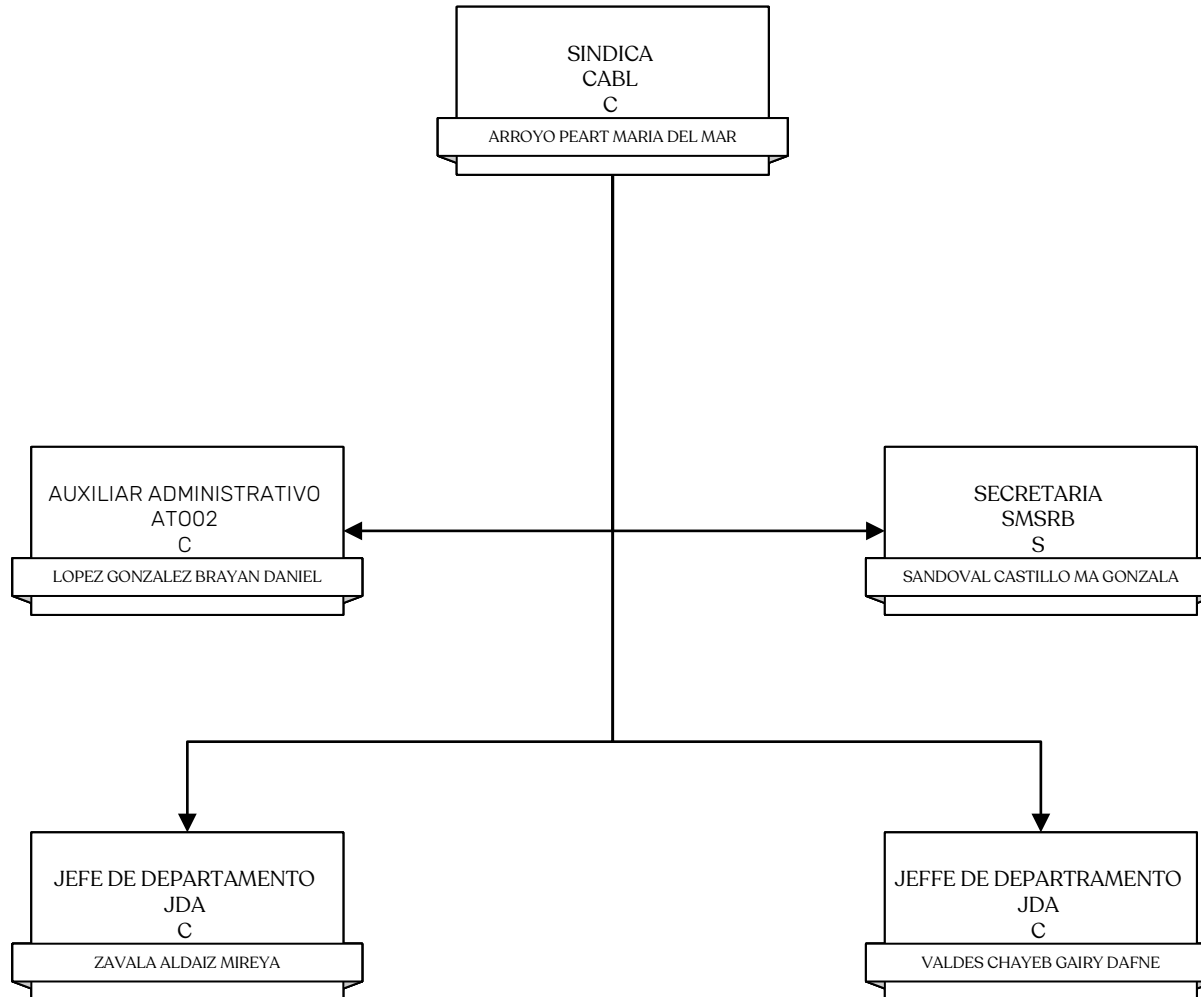 SINDICA
CABL
C
ARROYO PEART MARIA DEL MAR
AUXILIAR ADMINISTRATIVO
AT002
C
LOPEZ GONZALEZ BRAYAN DANIEL
SECRETARIA
SMSRB
S
SANDOVAL CASTILLO MA GONZALA
JEFE DE DEPARTAMENTO
JDA
C
ZAVALA ALDAIZ MIREYA
JEFFE DE DEPARTRAMENTO
JDA
C
VALDES CHAYEB GAIRY DAFNE